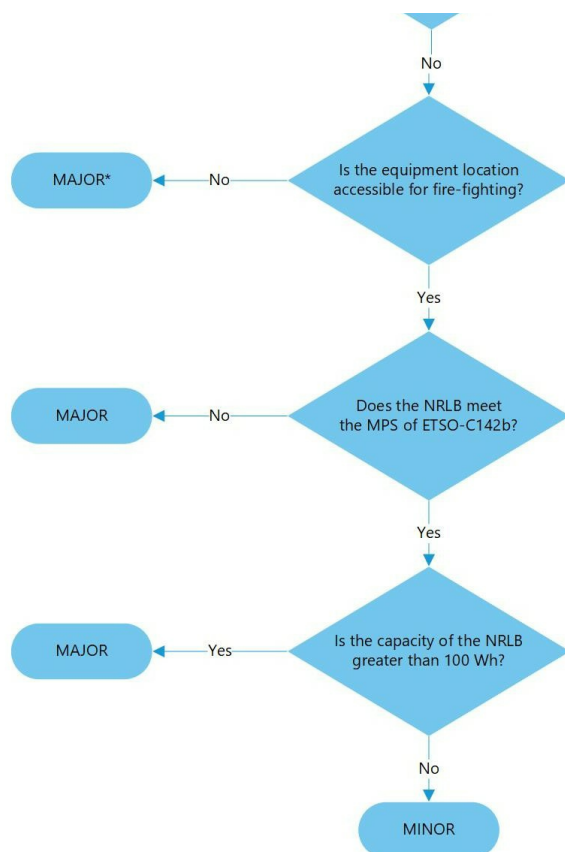 No
Is the equipment location
accessible for fire-fighting?
No
MAJOR*
Yes
Does the NRLB meet
the MPS of ETSO-C142b?
No
MAJOR
Yes
Is the capacity of the NRLB
greater than 100 Wh?
Yes
MAJOR
No
MINOR